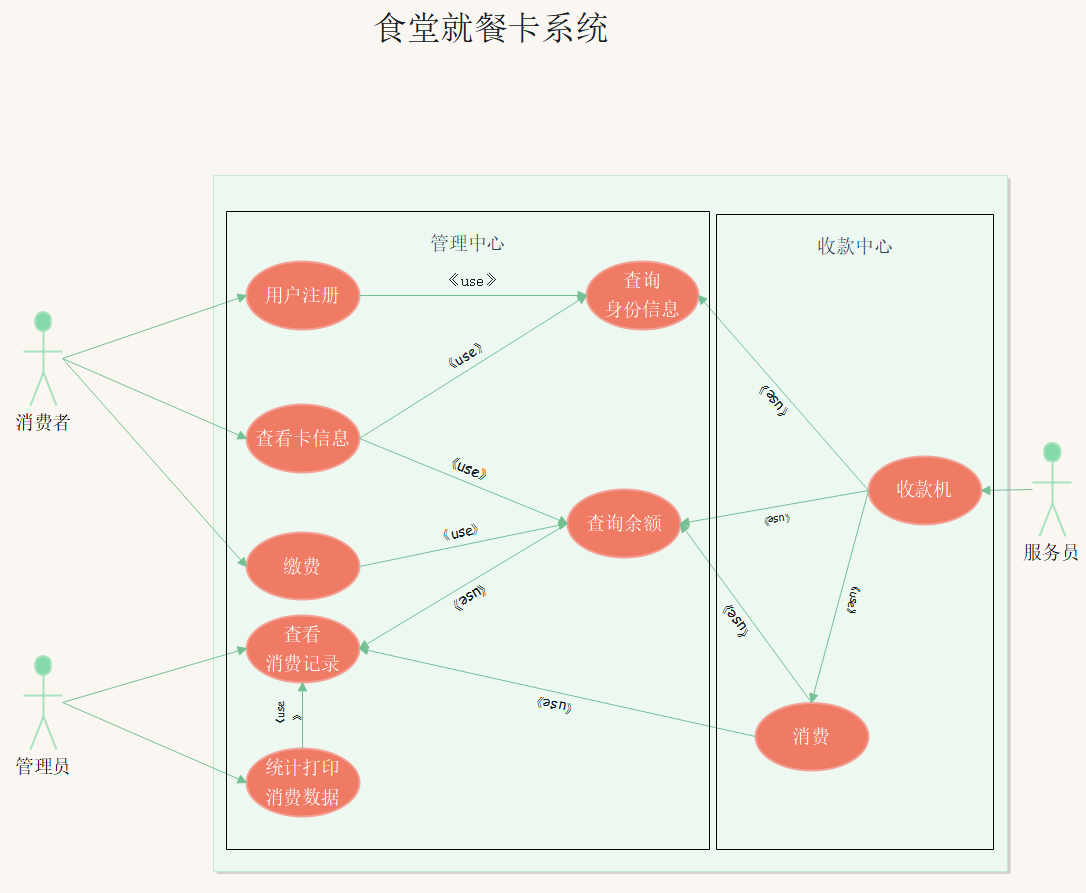 食堂就餐卡系统
管理中心
收款中心
用户注册
《use》
查询
身份信息
《use》
《use》
消费者
查看卡信息
《use》
收款机
查询余额
《use》
《use》
服务员
缴费
《use》
《use》
《use》
查看
消费记录
《use》
《use》
消费
管理员
统计打印
消费数据